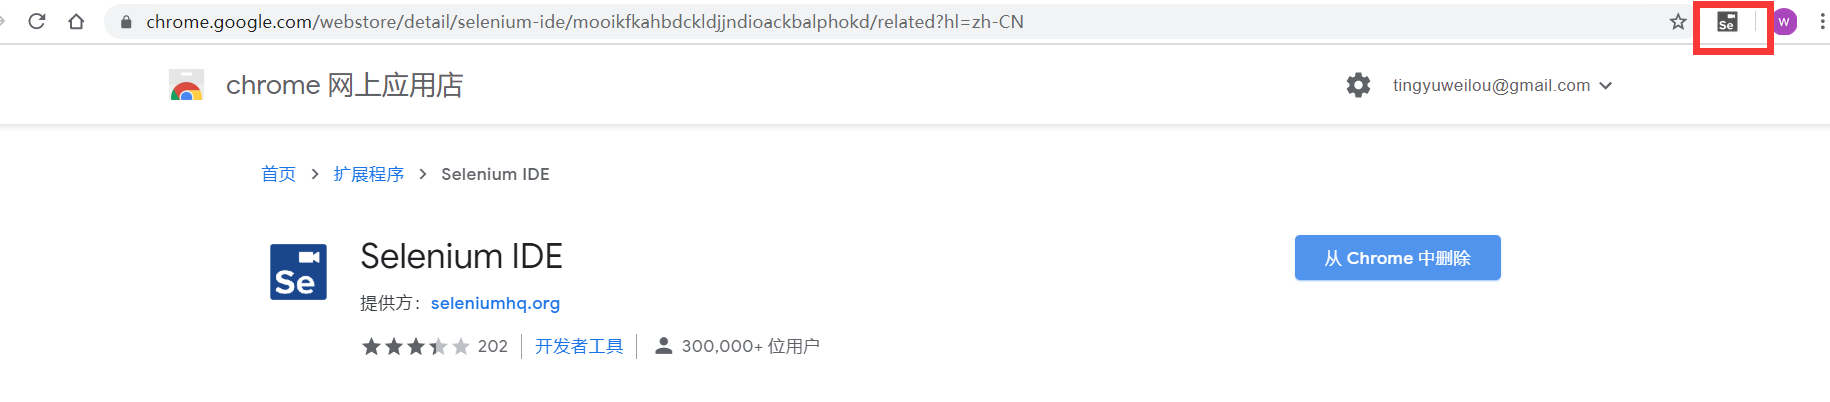 chrome.google.com/webstore/detail/selenium-ide/mooikfkahbdckldjjndioackbalphokd/related?hl=zh-CN
Se
W
chrome 网上应用店
tingyuweilou@gmail.com
首页 > 扩展程序 > Selenium IDE
Se
Selenium IDE
从 Chrome 中删除
提供方：seleniumhq.org
202 开发者工具 300,000+ 位用户